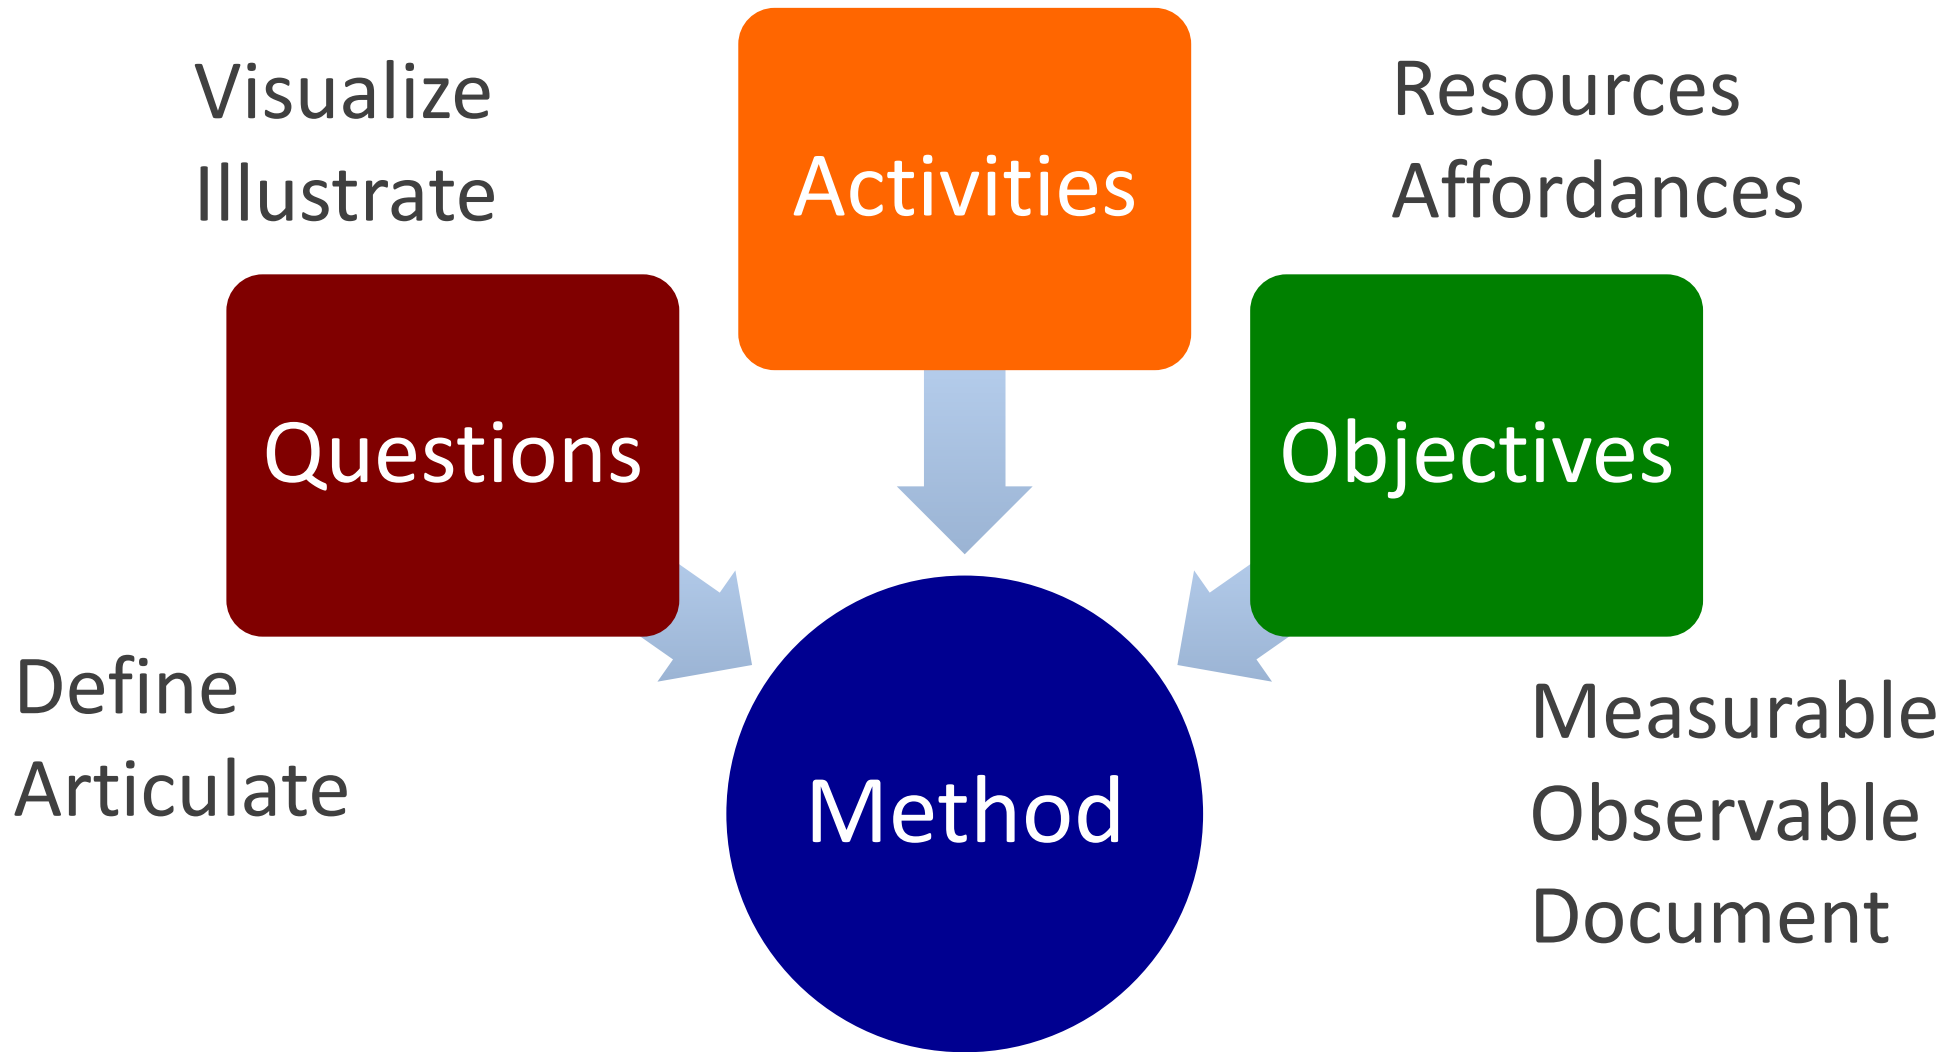 Visualize
Illustrate
Activities
Resources
Affordances
Questions
Objectives
Define
Articulate
Method
Measurable
Observable
Document